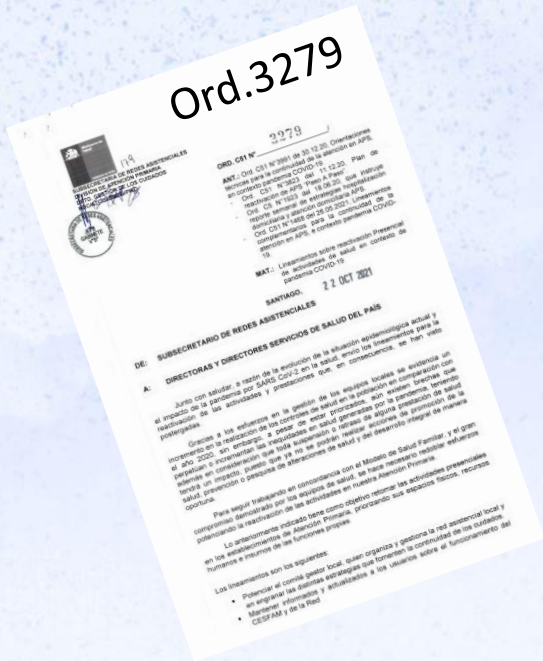 Ord.3279
179
SUBSECRETARIA DE REDES ASISTENCIALES
DIVISIÓN DE ATENCIÓN PRIMARIA
DPTO. GESTIÓN DE LOS CUIDADOS
ORD. C51 N° 3279
ANT.: Ord. C51 N°3991 de 30.12.20, Orientaciones
técnicas para la continuidad de la atención en APS,
en contexto pandemia COVID-19
Ord. C51 N°3823 del 11.12.20, Plan de
reactivación de APS "Paso A Paso"
Ord. C5 N°1923 del 18.06.20, que instruye
reporte semanal de estrategias hospitalización
domiciliaria y atención domiciliaria APS.
Ord. C51 N°1488 del 28.05.2021, Lineamientos
complementarios para la continuidad de la
atención en APS, e contexto pandemia COVID-
19.
MAT.: Lineamientos sobre reactivación Presencial
de actividades de salud en contexto de
pandemia COVID-19
SANTIAGO, 22 OCT 2021
DE: SUBSECRETARIO DE REDES ASISTENCIALES
A: DIRECTORAS Y DIRECTORES SERVICIOS DE SALUD DEL PAÍS
Junto con saludar, a razón de la evolución de la situación epidemiológica actual y
el impacto de la pandemia por SARS CoV-2 en la salud, envío los lineamientos para la
reactivación de las actividades y prestaciones que, en consecuencia, se han visto
postergadas.
Gracias a los esfuerzos en la gestión de los equipos locales se evidencia un
incremento en la realización de los controles de salud en la población en comparación con
el año 2020, sin embargo, a pesar de estar priorizados, aún existen brechas que
perpetúan o incrementan las inequidades en salud generadas por la pandemia, teniendo
además en consideración que toda suspensión o retraso de alguna prestación de salud
tendrá un impacto, puesto que ya no se podrán realizar acciones de promoción de la
salud, prevención o pesquisa de alteraciones de salud y del desarrollo integral de manera
oportuna.
Para seguir trabajando en concordancia con el Modelo de Salud Familiar, y el gran
compromiso demostrado por los equipos de salud, se hace necesario redoblar esfuerzos
potenciando la reactivación de las actividades en nuestra Atención Primaria.
Lo anteriormente indicado tiene como objetivo retomar las actividades presenciales
en los establecimientos de Atención Primaria, priorizando sus espacios físicos, recursos
humanos e internos de las funciones propias
Los lineamientos son los siguientes:
• Potenciar el comité gestor local, quien organiza y gestiona la red asistencial local y
en engranar las distintas estrategias que fomenten la continuidad de los cuidados.
• Mantener informados y actualizados a los usuarios sobre el funcionamiento del
CESFAM y de la Red